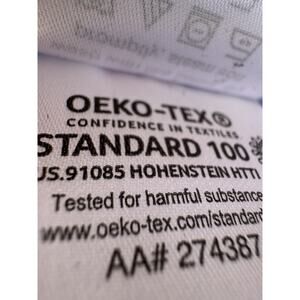 OEKO-TEX®
CONFIDENCE IN TEXTILES
STANDARD 100
US.91085 HOHENSTEIN HTTI
Tested for harmful substance
www.oeko-tex.com/standard
AA# 274387